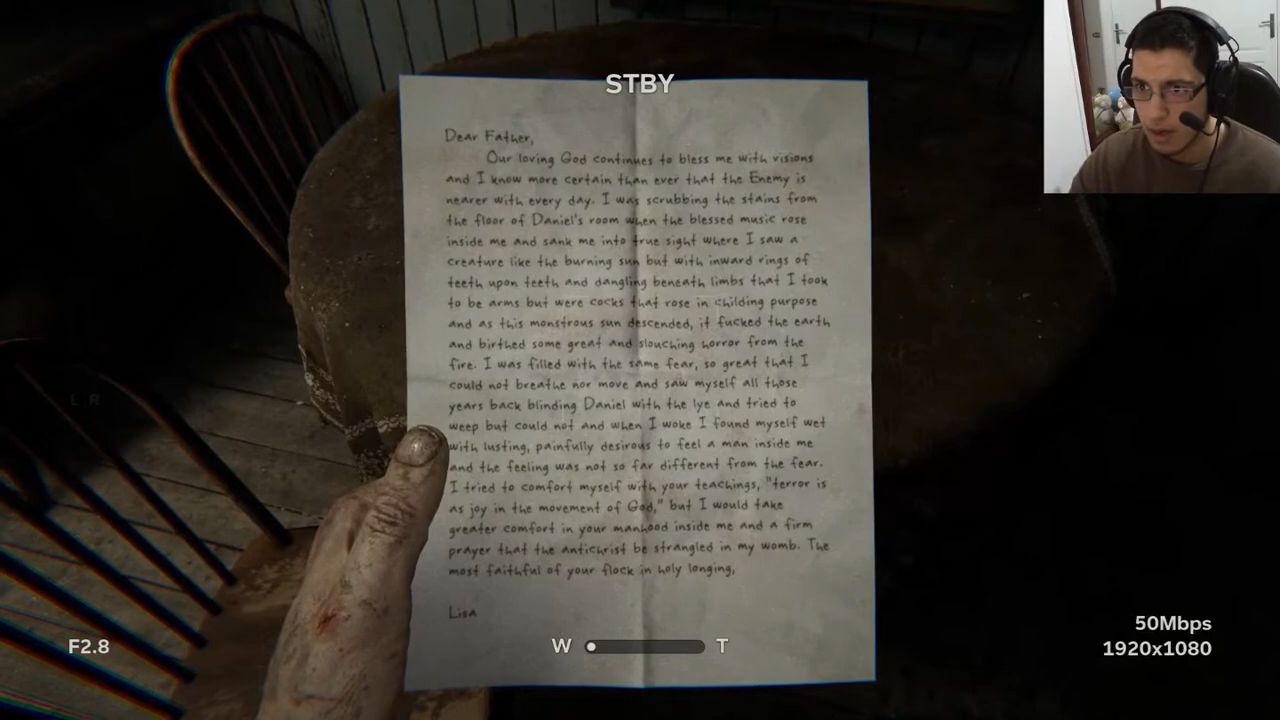 STBY
Dear Father,
Our loving God continues to bless me with visions
and I know more certain than ever that the Enemy is
nearer with every day. I was scrubbing the stains from
the floor of Daniel's room when the blessed music rose
inside me and sank me into true sight where I saw a
creature like the burning sun but with inward rings of
teeth upon teeth and dangling beneath limbs that I took
to be arms but were cocks that rose in childing purpose
and as this monstrous sun descended, it fucked the earth
and birthed some great and slouching horror from the
fire. I was filled with the same fear, so great that I
could not breathe nor move and saw myself all those
years back blinding Daniel with the lye and tried to
weep but could not and when I woke I found myself wet
with lusting, painfully desirous to feel a man inside me
and the feeling was not so far different from the fear.
I tried to comfort myself with your teachings, "terror is
as joy in the movement of God," but I would take
greater comfort in your manhood inside me and a firm
prayer that the antichrist be strangled in my womb. The
most faithful of your flock in holy longing,
Lisa
L R
F2.8
W T
50Mbps
1920x1080